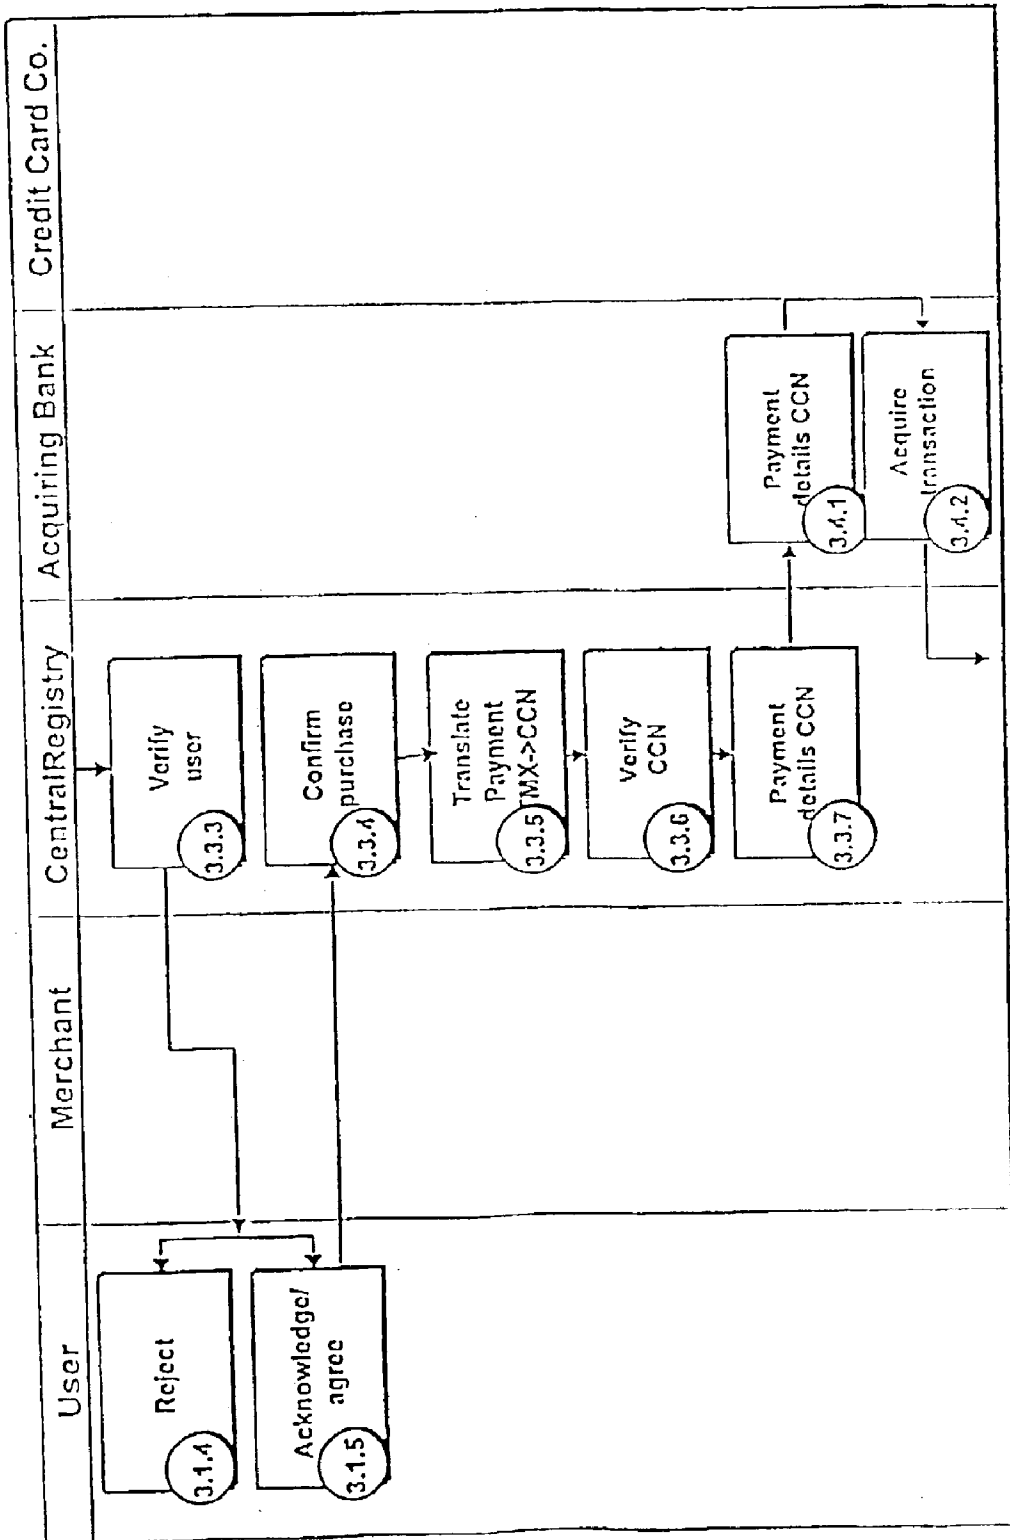 User
Merchant
CentralRegistry
Acquiring Bank
Credit Card Co.
Reject
3.1.4
Acknowledge/
agree
3.1.5
Verify
user
3.3.3
Confirm
purchase
3.3.4
Translate
Payment
TMX->CCN
3.3.5
Verify
CCN
3.3.6
Payment
details CCN
3.3.7
Payment
details CCN
3.4.1
Acquire
transaction
3.4.2